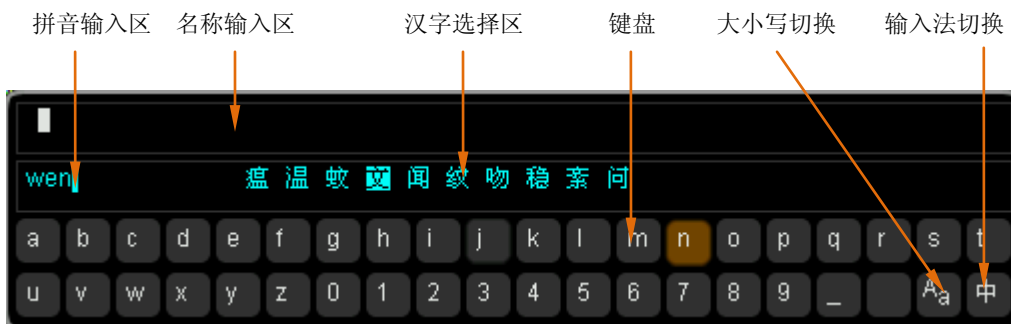 拼音输入区 名称输入区 汉字选择区 键盘 大小写切换 输入法切换
wen 瘟 温 蚊 文 闻 纹 吻 稳 紊 问
a b c d e f g h i j k l m n o p q r s t
u v w x y z 0 1 2 3 4 5 6 7 8 9 _ Aa 中